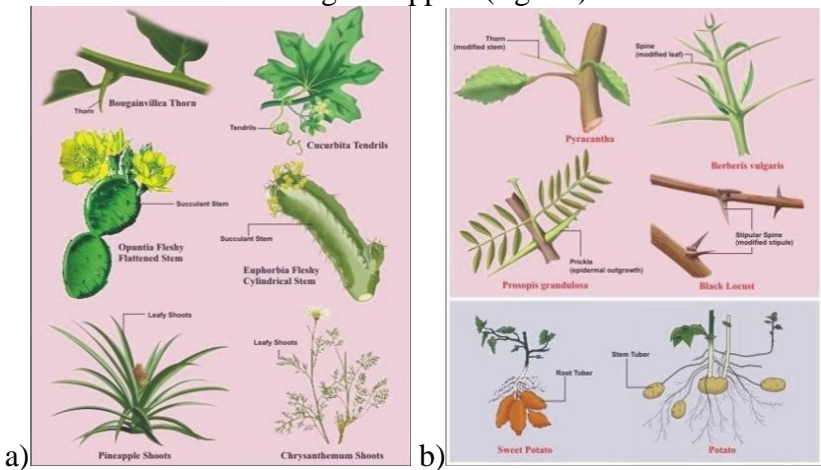 Thorn
Bougainvillea Thorn
Tendrils
Cucurbita Tendrils
Succulant Stem
Opuntia Fleshy
Flattened Stem
Succulant Stem
Euphorbia Fleshy
Cylindrical Stem
Leafy Shoots
Pineapple Shoots
Leafy Shoots
Chrysanthemum Shoots
a)
Thorn
(modified stem)
Pyracantha
Spine
(modified leaf)
Berberis vulgaris
Prickle
(epidermal outgrowth)
Prosopis grandulosa
Stipular Spine
(modified stipule)
Black Locust
Root Tuber
Sweet Potato
Stem Tuber
Potato
b)